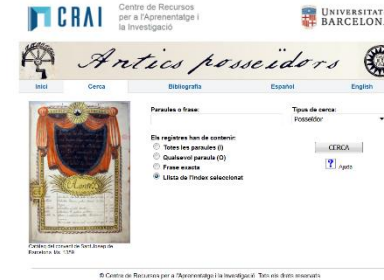 CRAI
Centre de Recursos
per a l'Aprenentatge i
la Investigació
UNIVERSITAT
BARCELON
Antics posseïdors
Inici Cerca Bibliografia Español English
Paraules o frase:
Tipus de cerca:
Posseïdor
Els registres han de contenir:
Totes les paraules (I)
Qualsevol paraula (O)
Frase exacta
Llista de l'índex seleccionat
CERCA
? Ajuda
Catàleg del convent de Sant Josep de
Barcelona. Ms. 1359
© Centre de Recursos per a l'Aprenentatge i la Investigació. Tots els drets reservats